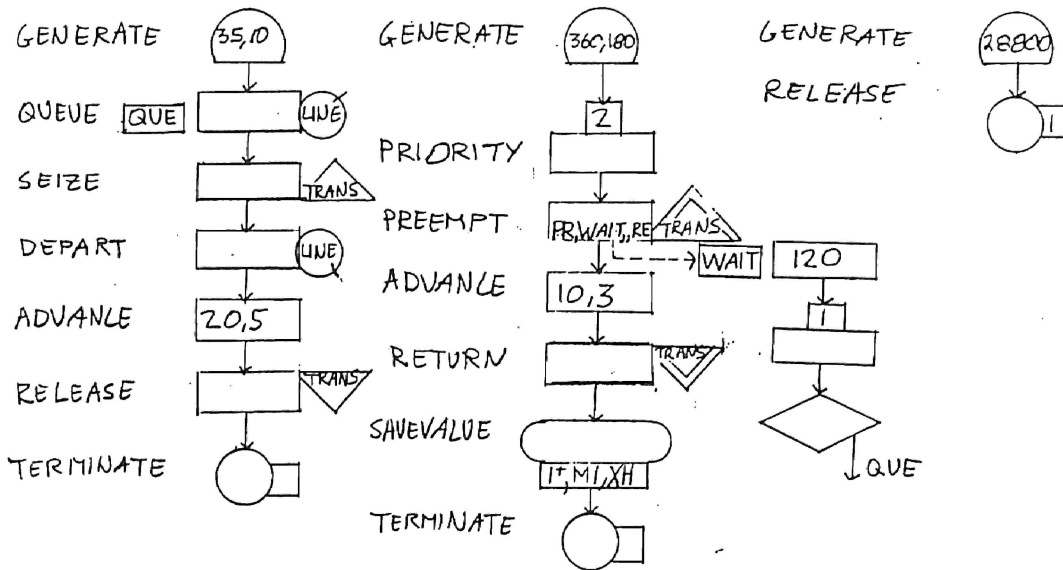 GENERATE 35,10
QUEUE QUE LINE
SEIZE TRANS
DEPART LINE
ADVANLE 20,5
RELEASE TRANS
TERMINATE
GENERATE 360,180
2
PRIORITY
PREEMPT PR,WAIT,,RE TRANS
ADVANLE 10,3
RETURN TRANS
SAVEVALUE
1+,M1,XH
TERMINATE
WAIT 120
1
QUE
GENERATE 28800
RELEASE
1